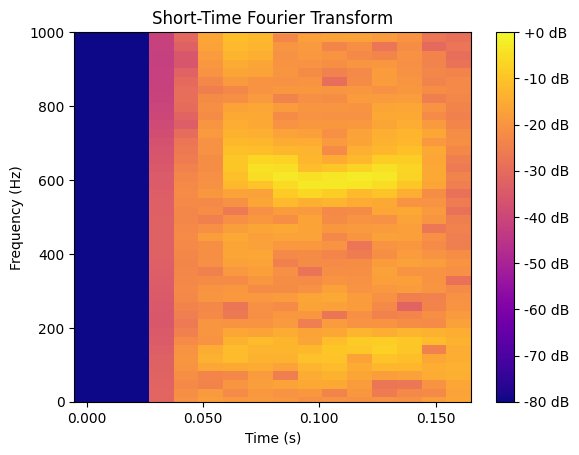 Short-Time Fourier Transform
Frequency (Hz)
1000
800
600
400
200
0
0.000
0.050
0.100
0.150
Time (s)
+0 dB
-10 dB
-20 dB
-30 dB
-40 dB
-50 dB
-60 dB
-70 dB
-80 dB